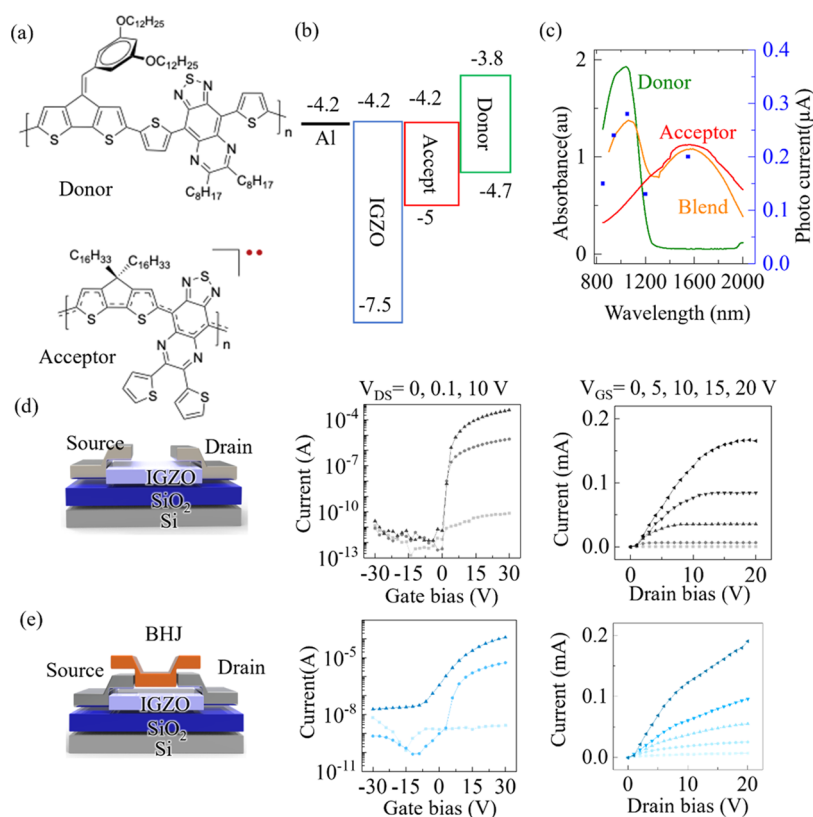 (a)
OC₁₂H₂₅
OC₁₂H₂₅
N S N
S S S S n
N N
C₈H₁₇ C₈H₁₇
Donor
C₁₆H₃₃ C₁₆H₃₃
N S N
S S n
N N
S S
Acceptor
(b)
-3.8
-4.2 -4.2 -4.2
Al
IGZO
Accept
Donor
-4.7
-5
-7.5
(c)
Absorbance(au)
2
1
0
Donor
Acceptor
Blend
0.4
0.3
0.2
0.1
0.0
Photo current(μA)
800 1200 1600 2000
Wavelength (nm)
(d)
Source
Drain
IGZO
SiO₂
Si
V_DS= 0, 0.1, 10 V
Current (A)
10⁻⁴
10⁻⁷
10⁻¹⁰
10⁻¹³
-30 -15 0 15 30
Gate bias (V)
V_GS= 0, 5, 10, 15, 20 V
Current (mA)
0.2
0.1
0.0
0 10 20
Drain bias (V)
(e)
BHJ
Source
Drain
IGZO
SiO₂
Si
Current(A)
10⁻⁵
10⁻⁸
10⁻¹¹
-30 -15 0 15 30
Gate bias (V)
Current (mA)
0.2
0.1
0.0
0 10 20
Drain bias (V)